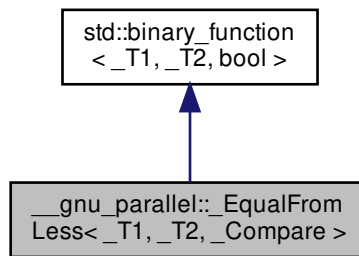 std::binary_function
< _T1, _T2, bool >
__gnu_parallel::_EqualFrom
Less< _T1, _T2, _Compare >